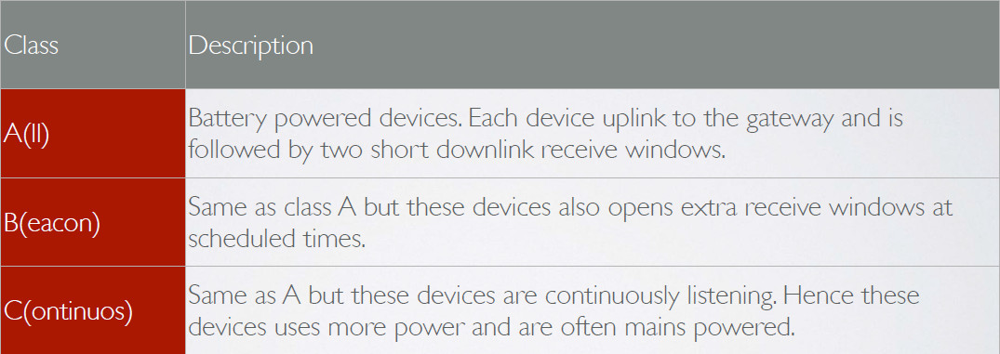 Class
Description
A(ll)
Battery powered devices. Each device uplink to the gateway and is
followed by two short downlink receive windows.
B(eacon)
Same as class A but these devices also opens extra receive windows at
scheduled times.
C(ontinuos)
Same as A but these devices are continuously listening. Hence these
devices uses more power and are often mains powered.